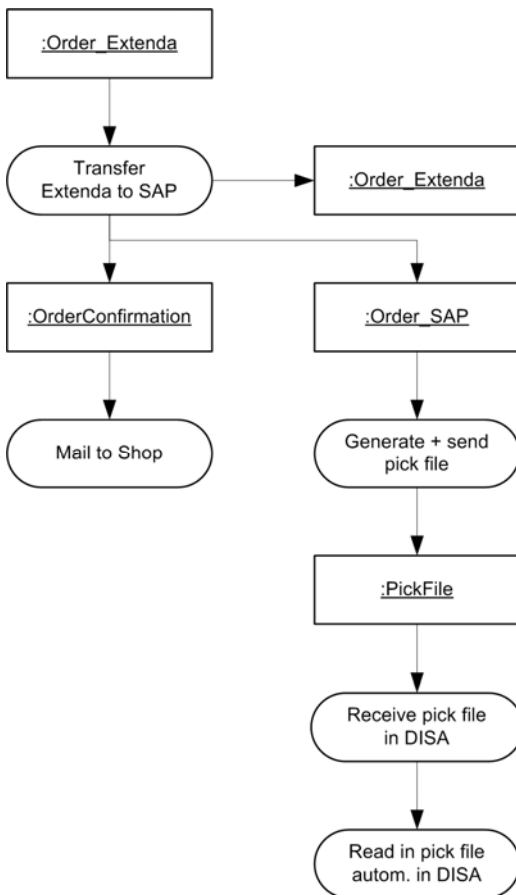 :Order_Extenda
Transfer
Extenda to SAP
:Order_Extenda
:OrderConfirmation
:Order_SAP
Mail to Shop
Generate + send
pick file
:PickFile
Receive pick file
in DISA
Read in pick file
autom. in DISA